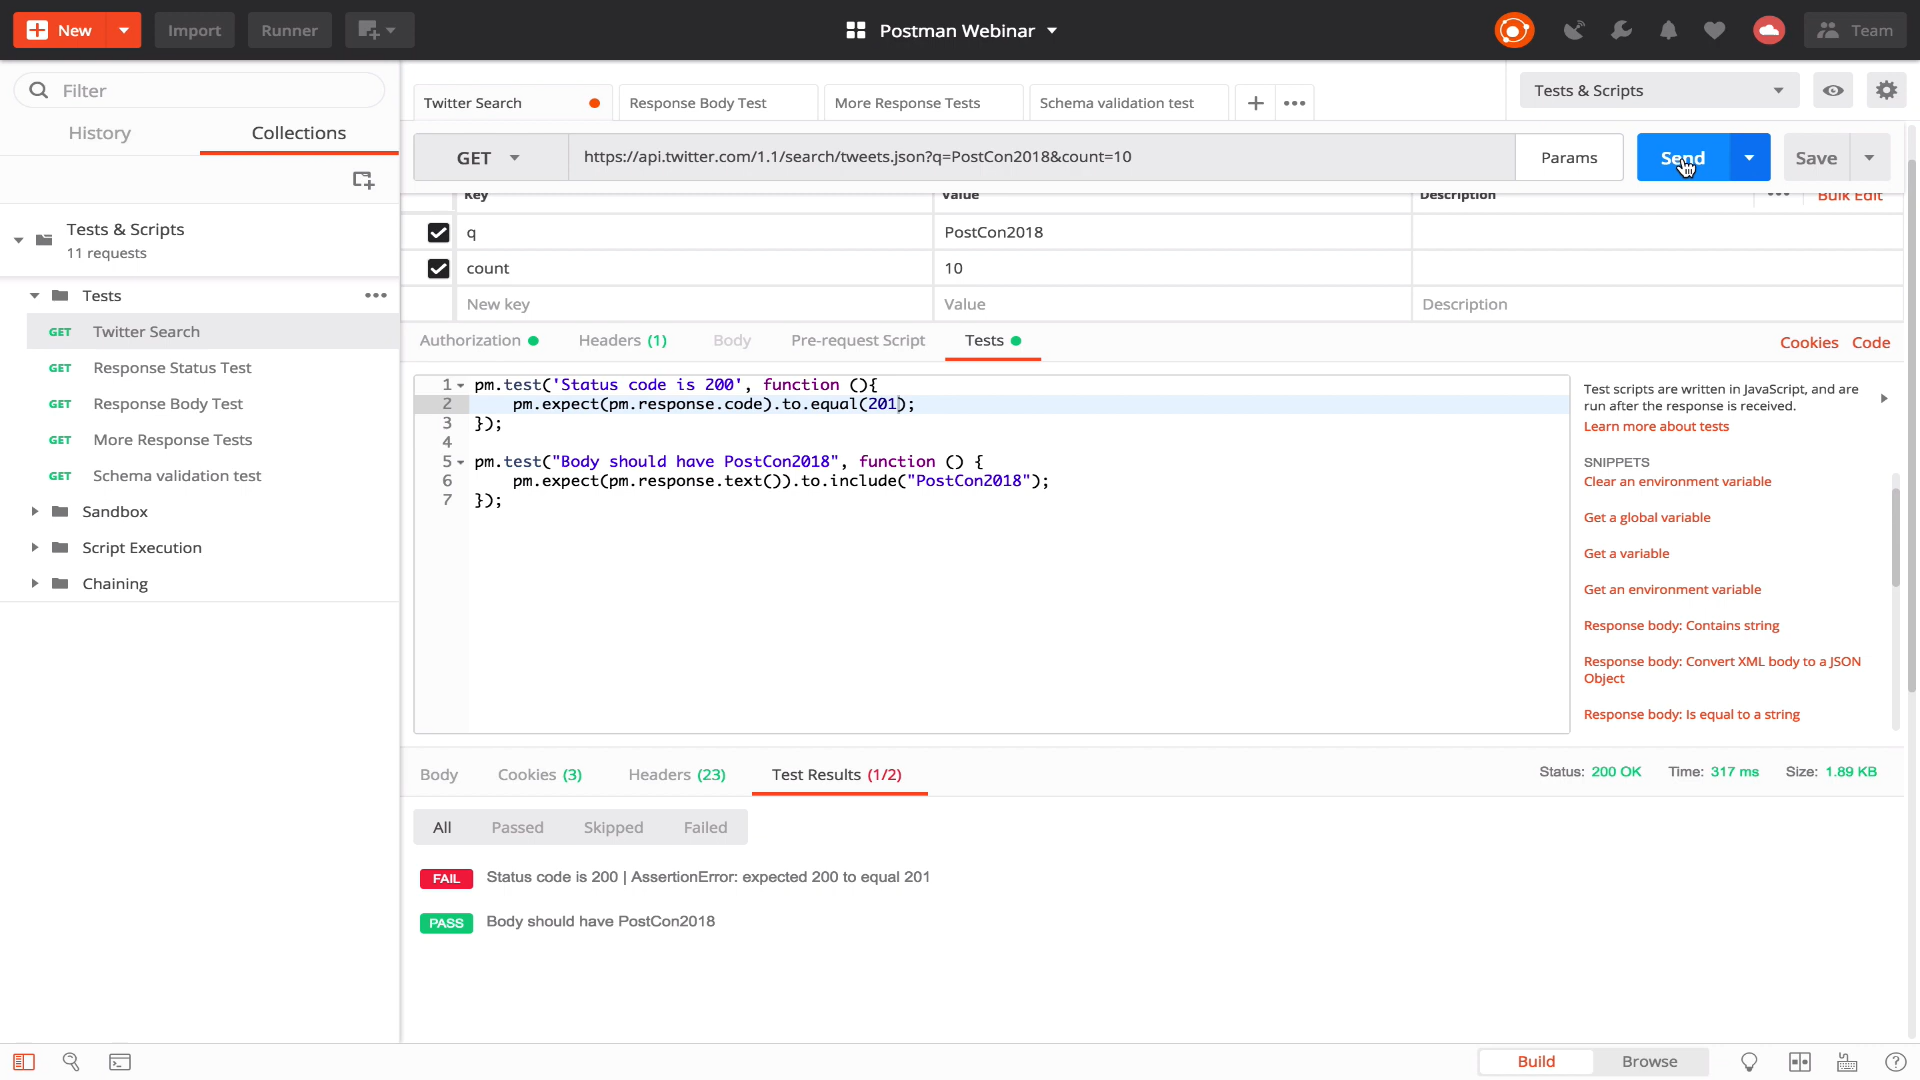 New
Import
Runner
Postman Webinar
Team
Filter
History
Collections
Tests & Scripts
11 requests
Tests
GET Twitter Search
GET Response Status Test
GET Response Body Test
GET More Response Tests
GET Schema validation test
Sandbox
Script Execution
Chaining
Twitter Search
Response Body Test
More Response Tests
Schema validation test
Tests & Scripts
GET
https://api.twitter.com/1.1/search/tweets.json?q=PostCon2018&count=10
Params
Send
Save
Key Value Description Bulk Edit
q PostCon2018
count 10
New key Value Description
Authorization Headers (1) Body Pre-request Script Tests Cookies Code
1 pm.test('Status code is 200', function (){
2 pm.expect(pm.response.code).to.equal(201);
3 });
4
5 pm.test("Body should have PostCon2018", function () {
6 pm.expect(pm.response.text()).to.include("PostCon2018");
7 });
Test scripts are written in JavaScript, and are
run after the response is received.
Learn more about tests
SNIPPETS
Clear an environment variable
Get a global variable
Get a variable
Get an environment variable
Response body: Contains string
Response body: Convert XML body to a JSON
Object
Response body: Is equal to a string
Body Cookies (3) Headers (23) Test Results (1/2) Status: 200 OK Time: 317 ms Size: 1.89 KB
All Passed Skipped Failed
FAIL Status code is 200 | AssertionError: expected 200 to equal 201
PASS Body should have PostCon2018
Build Browse